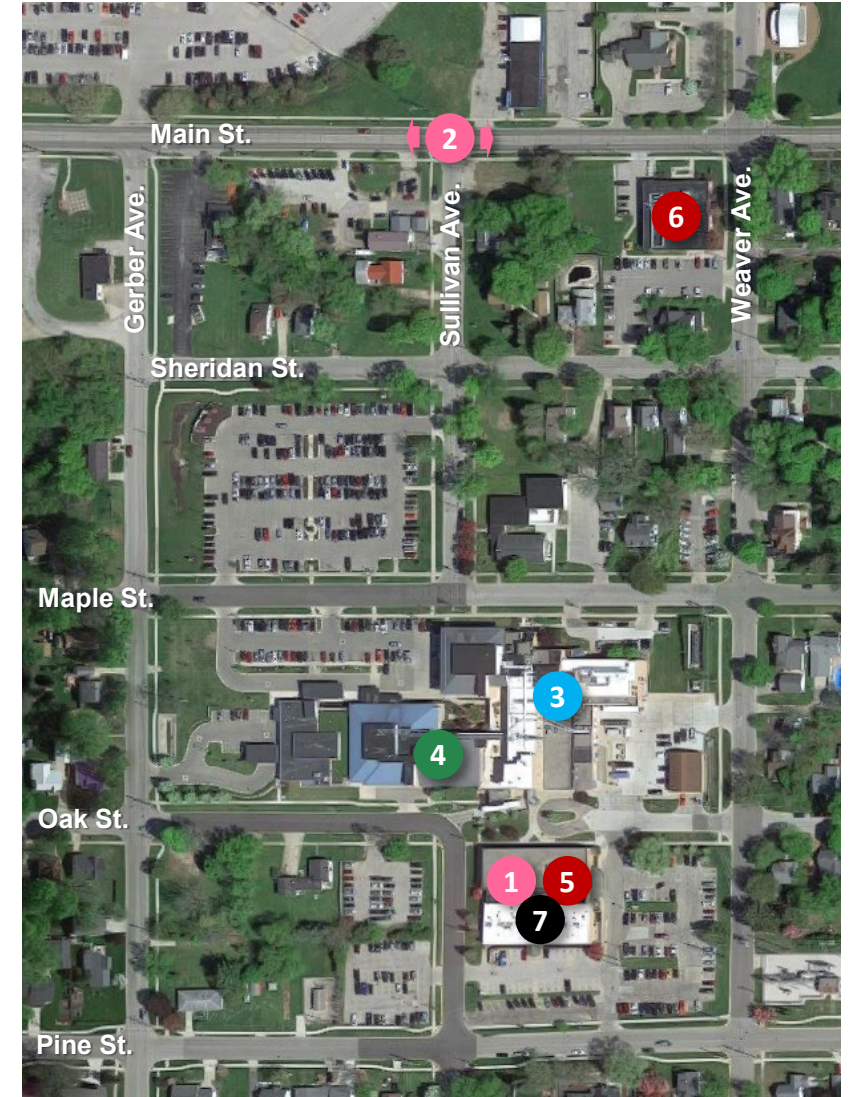 Main St.
2
Gerber Ave.
Sullivan Ave.
Weaver Ave.
6
Sheridan St.
Maple St.
3
4
Oak St.
1
5
7
Pine St.